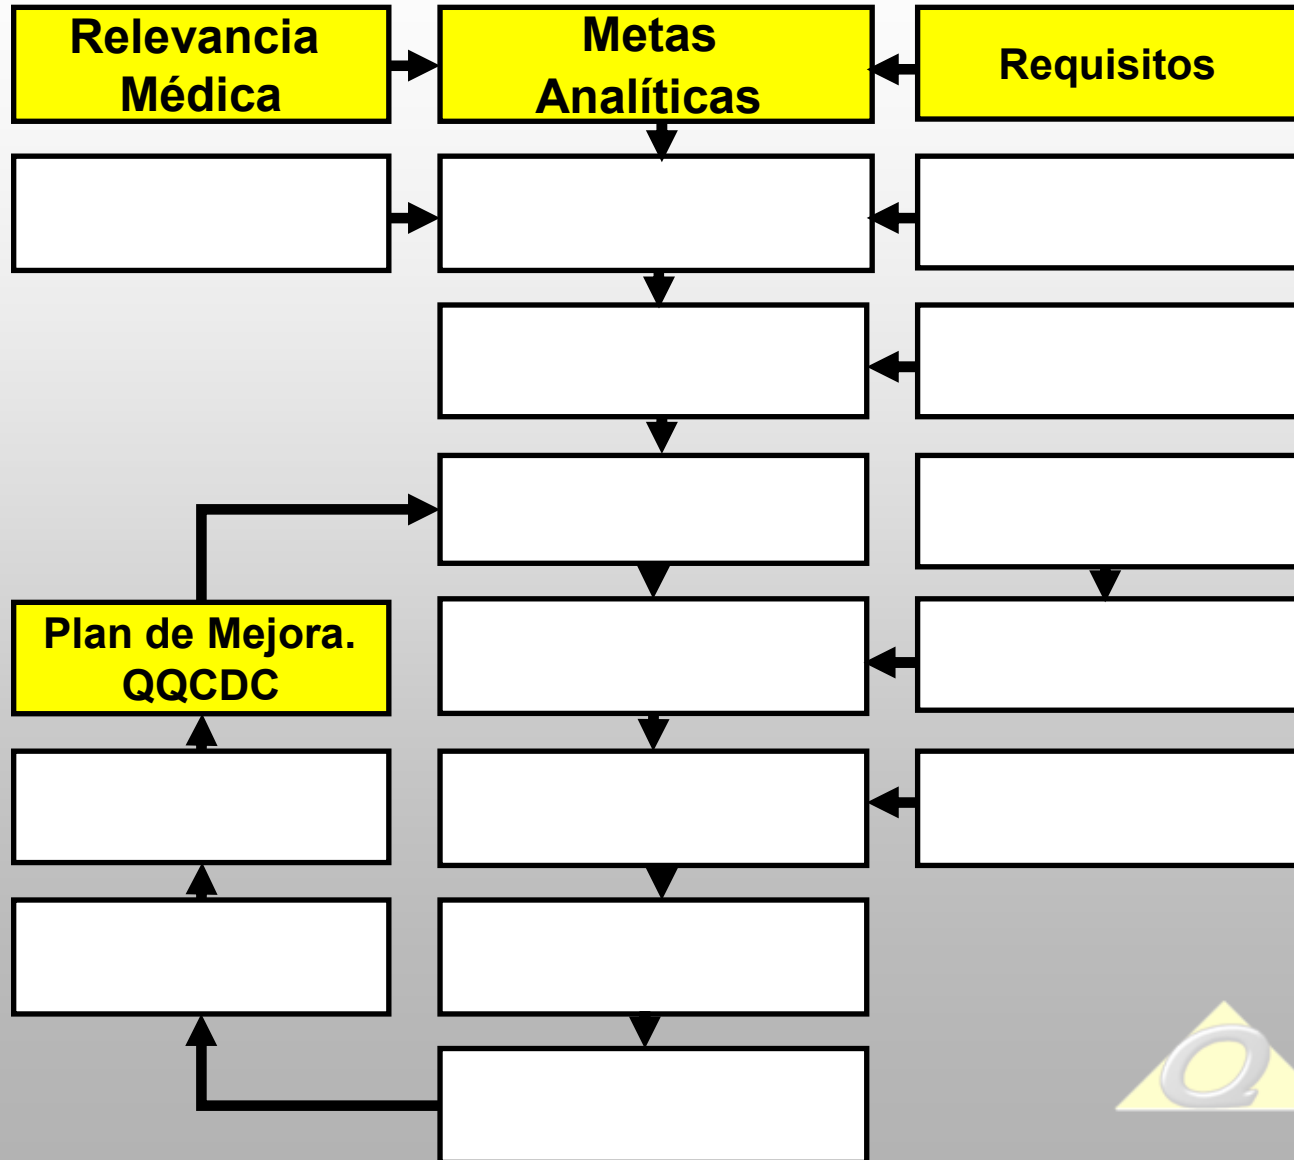 Relevancia
Médica
Metas
Analíticas
Requisitos
Plan de Mejora.
QQCDC
Q